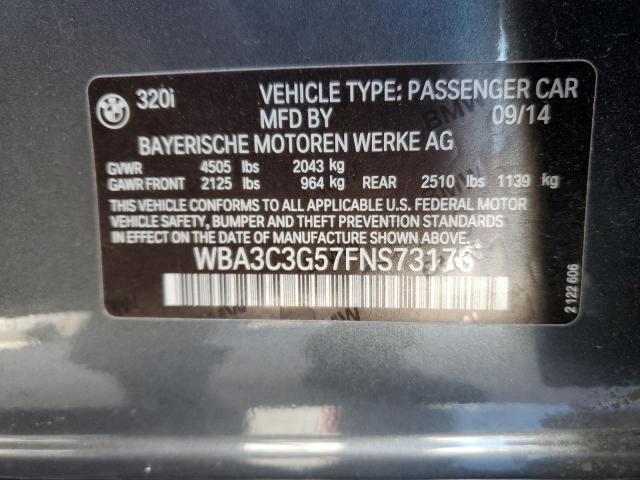 320i VEHICLE TYPE: PASSENGER CAR
MFD BY 09/14
BAYERISCHE MOTOREN WERKE AG
GVWR 4505 lbs 2043 kg
GAWR FRONT 2125 lbs 964 kg REAR 2510 lbs 1139 kg
THIS VEHICLE CONFORMS TO ALL APPLICABLE U.S. FEDERAL MOTOR
VEHICLE SAFETY, BUMPER AND THEFT PREVENTION STANDARDS
IN EFFECT ON THE DATE OF MANUFACTURE SHOWN ABOVE.
WBA3C3G57FNS73176
2 122 606